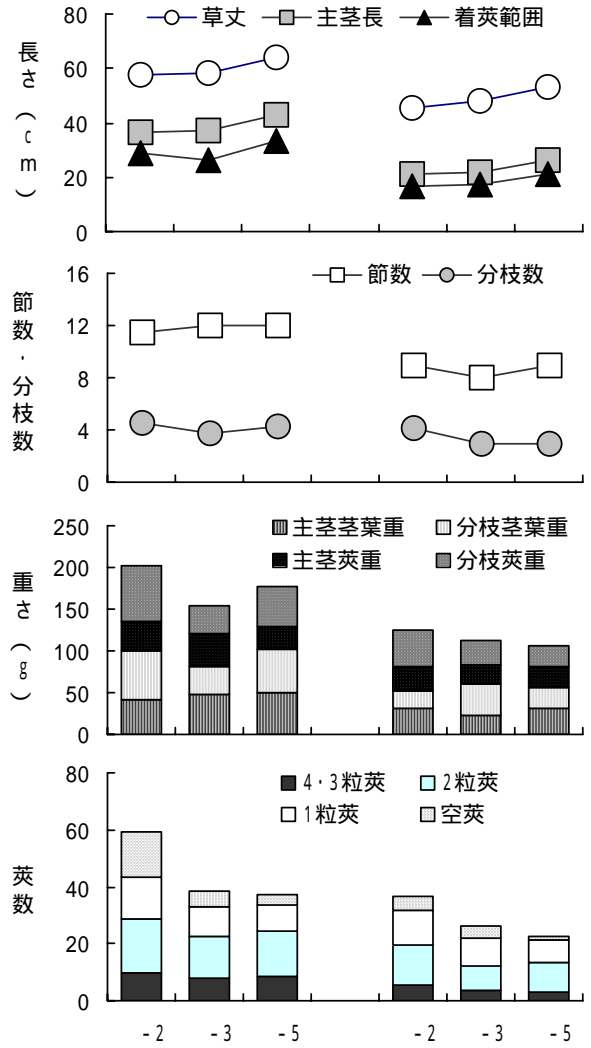 草丈 主茎長 着莢範囲
長さ(cm)
80
60
40
20
0
節数 分枝数
節数・分枝数
16
12
8
4
0
主茎茎葉重 分枝茎葉重
主茎莢重 分枝莢重
重さ(g)
250
200
150
100
50
0
4・3粒莢 2粒莢
1粒莢 空莢
莢数
80
60
40
20
0
-2 -3 -5 -2 -3 -5